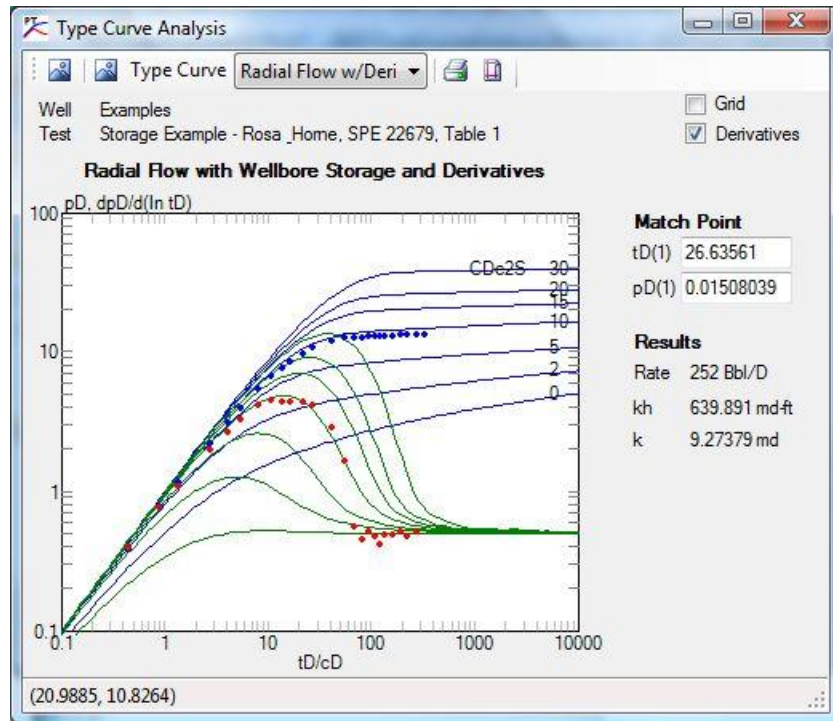 PT Type Curve Analysis
Type Curve Radial Flow w/Deri
Well Examples
Test Storage Example - Rosa_Horne, SPE 22679, Table 1
Grid
Derivatives
Radial Flow with Wellbore Storage and Derivatives
pD, dpD/d(ln tD)
100
10
1
0.1
CDe2S 30
20
15
10
5
2
0
0.1 1 10 100 1000 10000
tD/cD
Match Point
tD(1) 26.63561
pD(1) 0.01508039
Results
Rate 252 Bbl/D
kh 639.891 md-ft
k 9.27379 md
(20.9885, 10.8264)